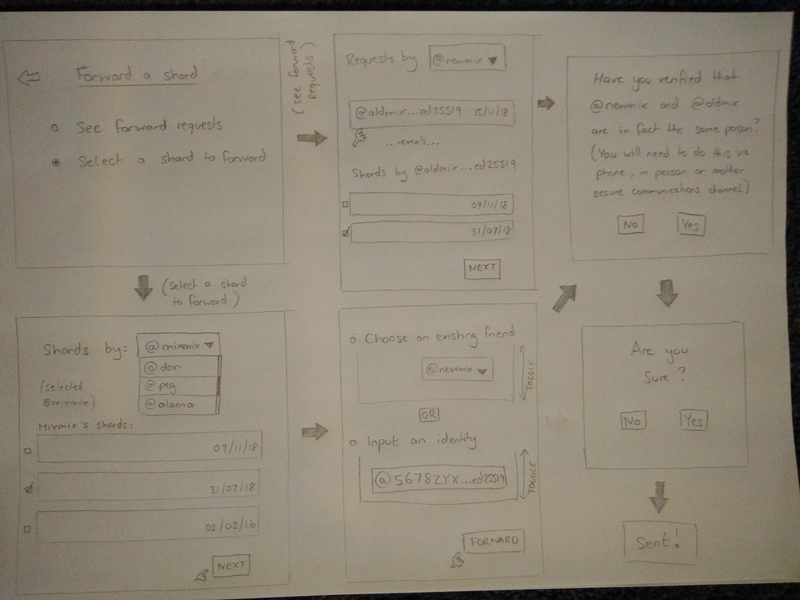 Forward a shard
See forward requests
Select a shard to forward
(see forward
requests)
Requests by @newmix
@oldmix...ed25519 15/11/18
...reveals...
Shards by @oldmix...ed25519
09/11/18
31/07/18
NEXT
Have you verified that
@newmix and @oldmix
are in fact the same person?
(You will need to do this via
phone, in person or another
secure communications channel.)
No Yes
(select a shard
to forward)
Shards by: @mixmix
@dan
@peg
@alanna
(selected
@mixmix)
Mixmix's shards:
09/11/18
31/07/18
02/02/16
NEXT
Choose an existing friend
@newmix
TOGGLE
OR
Input an identity
@5678ZYX...ed25519
TOGGLE
FORWARD
Are you
Sure?
No Yes
Sent!